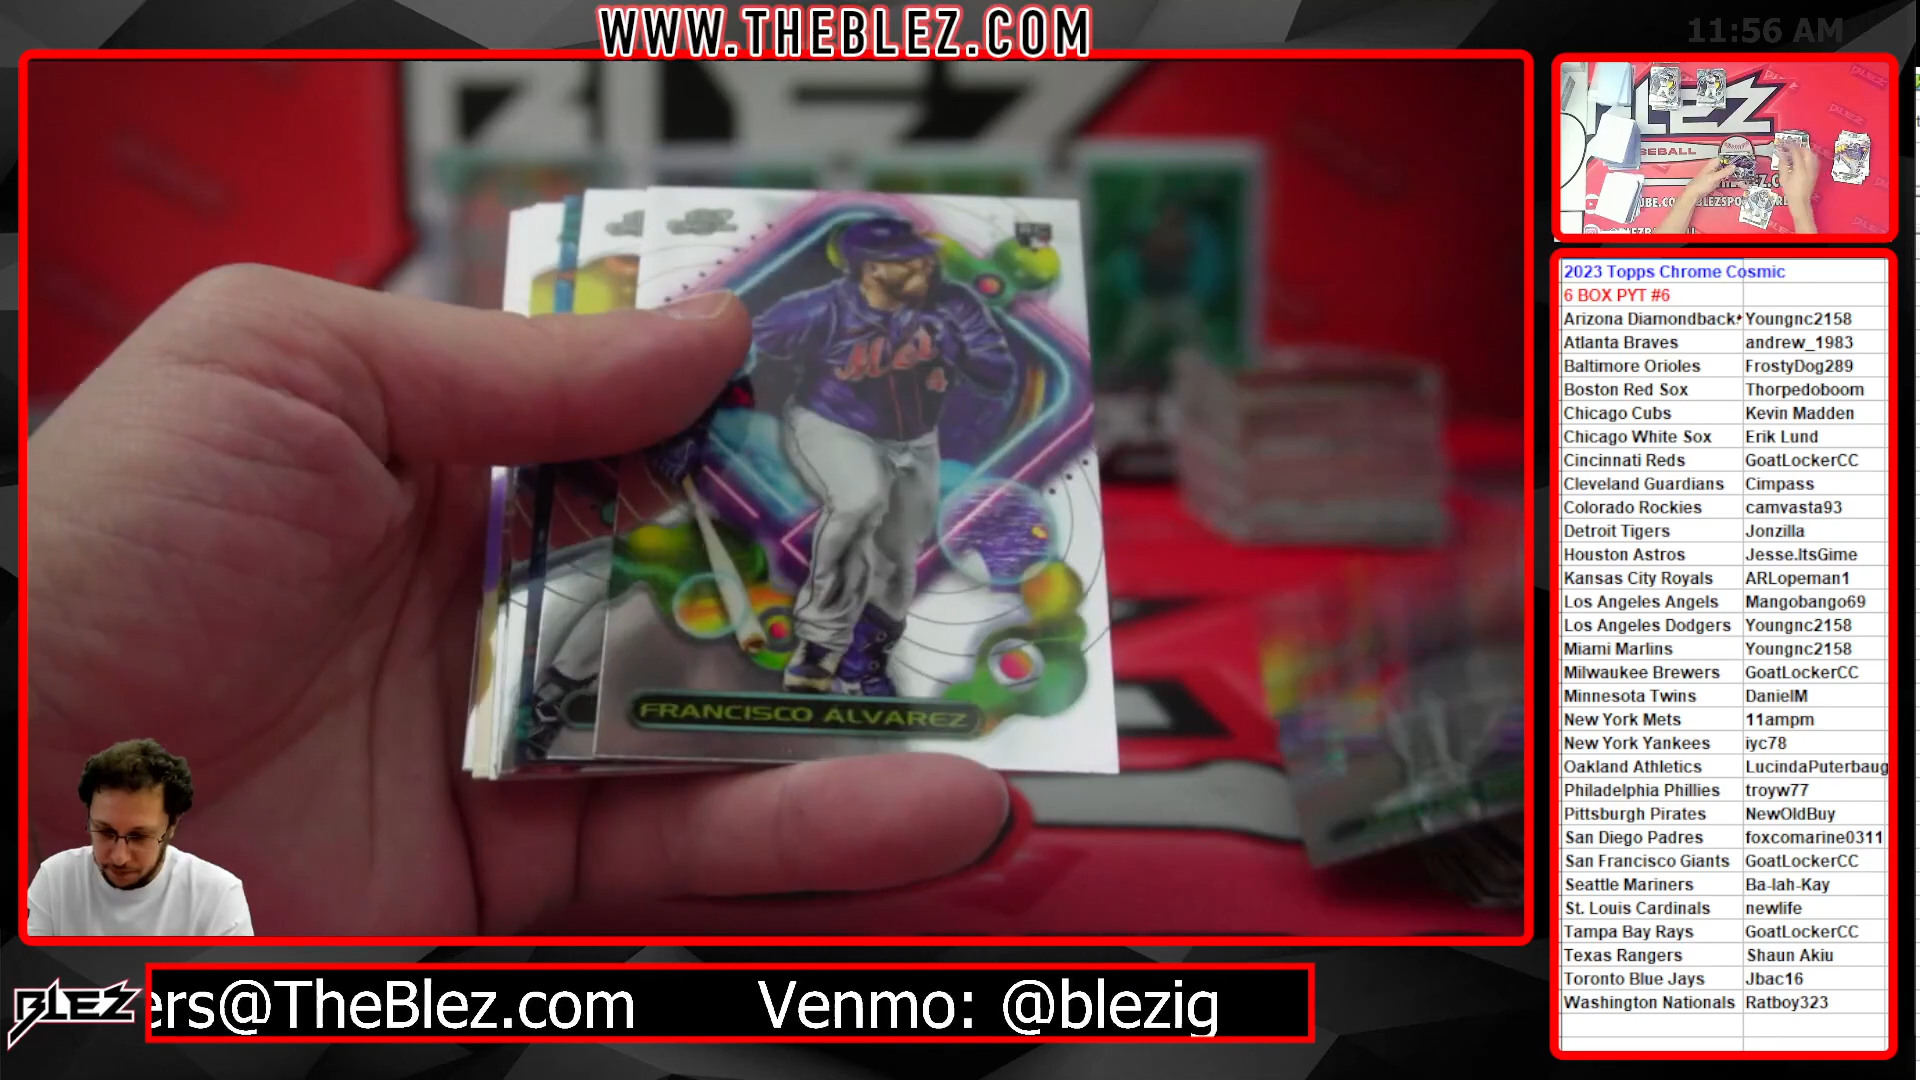 WWW.THEBLEZ.COM
11:56 AM
Mets
4
RC
FRANCISCO ALVAREZ
BLEZ
ers@TheBlez.com Venmo: @blezig
2023 Topps Chrome Cosmic
6 BOX PYT #6
Arizona Diamondback Youngnc2158
Atlanta Braves andrew_1983
Baltimore Orioles FrostyDog289
Boston Red Sox Thorpedoboom
Chicago Cubs Kevin Madden
Chicago White Sox Erik Lund
Cincinnati Reds GoatLockerCC
Cleveland Guardians Cimpass
Colorado Rockies camvasta93
Detroit Tigers Jonzilla
Houston Astros Jesse.ItsGime
Kansas City Royals ARLopeman1
Los Angeles Angels Mangobango69
Los Angeles Dodgers Youngnc2158
Miami Marlins Youngnc2158
Milwaukee Brewers GoatLockerCC
Minnesota Twins DanielM
New York Mets 11ampm
New York Yankees iyc78
Oakland Athletics LucindaPuterbaug
Philadelphia Phillies troyw77
Pittsburgh Pirates NewOldBuy
San Diego Padres foxcomarine0311
San Francisco Giants GoatLockerCC
Seattle Mariners Ba-lah-Kay
St. Louis Cardinals newlife
Tampa Bay Rays GoatLockerCC
Texas Rangers Shaun Akiu
Toronto Blue Jays Jbac16
Washington Nationals Ratboy323